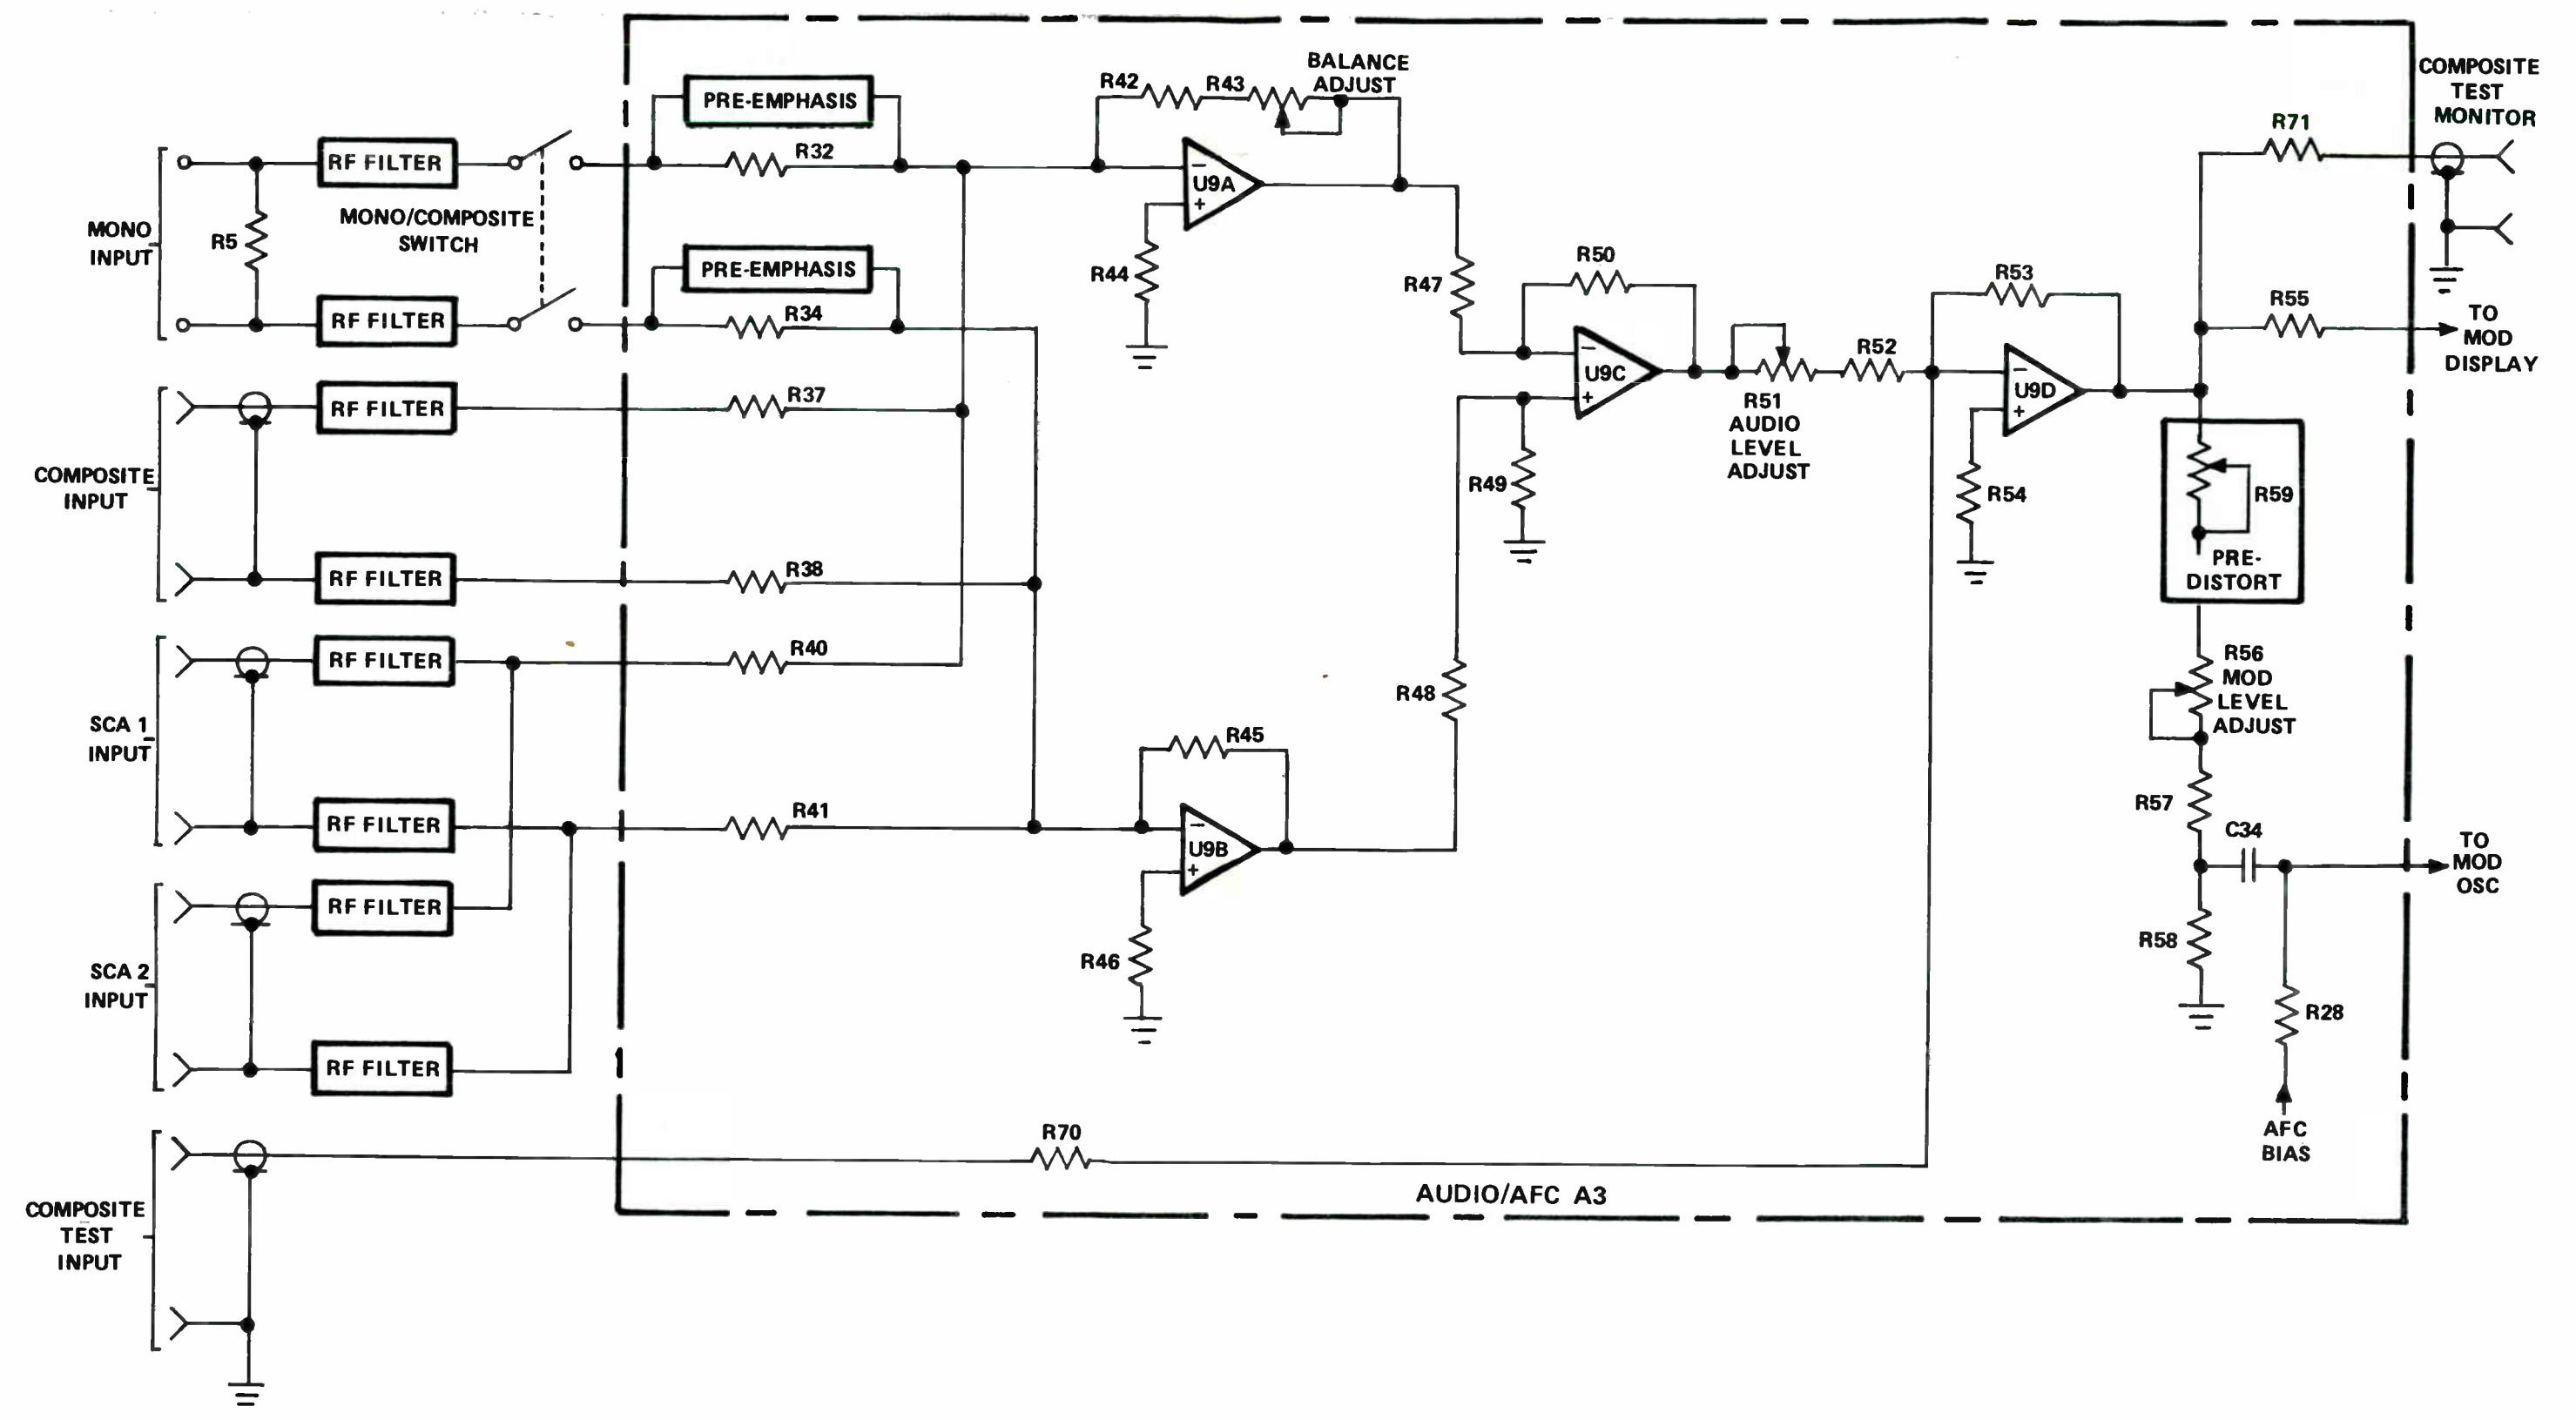 BALANCE
ADJUST
COMPOSITE
TEST
MONITOR
PRE-EMPHASIS
R42
R43
R71
RF FILTER
R32
U9A
MONO
INPUT
R5
MONO/COMPOSITE
SWITCH
PRE-EMPHASIS
R44
R47
R50
R53
R55
TO
MOD
DISPLAY
RF FILTER
R34
U9C
R52
U9D
R51
AUDIO
LEVEL
ADJUST
COMPOSITE
INPUT
RF FILTER
R37
R49
R54
R59
PRE-
DISTORT
RF FILTER
R38
SCA 1
INPUT
RF FILTER
R40
R48
R56
MOD
LEVEL
ADJUST
R45
RF FILTER
R41
U9B
R57
C34
TO
MOD
OSC
SCA 2
INPUT
RF FILTER
R46
R58
R28
RF FILTER
AFC
BIAS
R70
COMPOSITE
TEST
INPUT
AUDIO/AFC A3